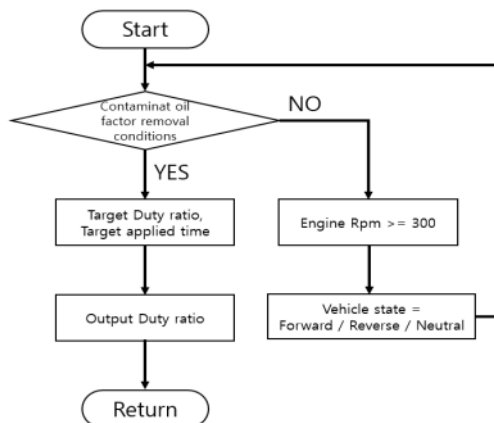 Start
Contaminat oil
factor removal
conditions
NO
YES
Target Duty ratio,
Target applied time
Engine Rpm >= 300
Output Duty ratio
Vehicle state =
Forward / Reverse / Neutral
Return